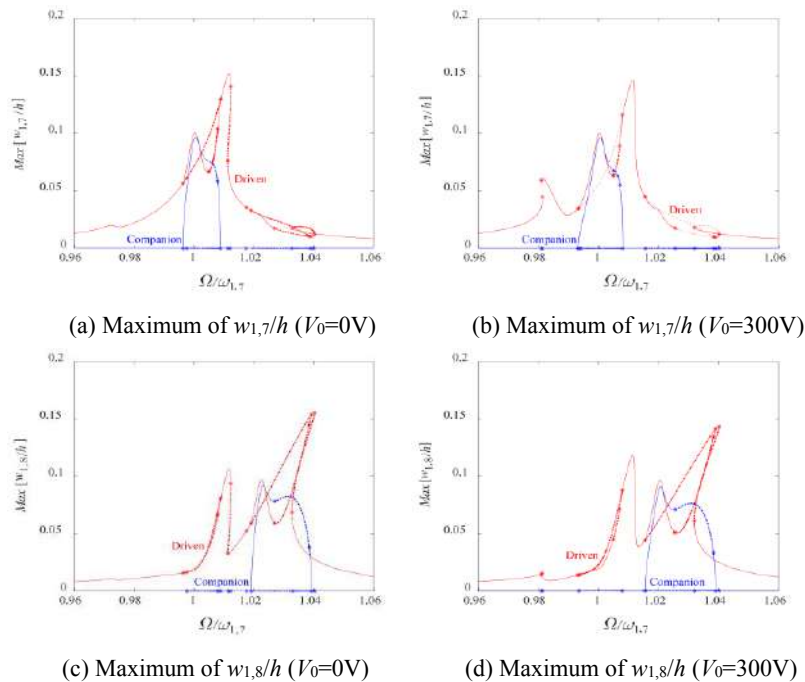 0.2
0.15
0.1
0.05
0
Max [w1,7/h]
Driven
Companion
0.96 0.98 1 1.02 1.04 1.06
Ω/ω1,7
(a) Maximum of w1,7/h (V0=0V)
0.2
0.15
0.1
0.05
0
Max [w1,7/h]
Driven
Companion
0.96 0.98 1 1.02 1.04 1.06
Ω/ω1,7
(b) Maximum of w1,7/h (V0=300V)
0.2
0.15
0.1
0.05
0
Max [w1,8/h]
Driven
Companion
0.96 0.98 1 1.02 1.04 1.06
Ω/ω1,7
(c) Maximum of w1,8/h (V0=0V)
0.2
0.15
0.1
0.05
0
Max [w1,8/h]
Driven
Companion
0.96 0.98 1 1.02 1.04 1.06
Ω/ω1,7
(d) Maximum of w1,8/h (V0=300V)